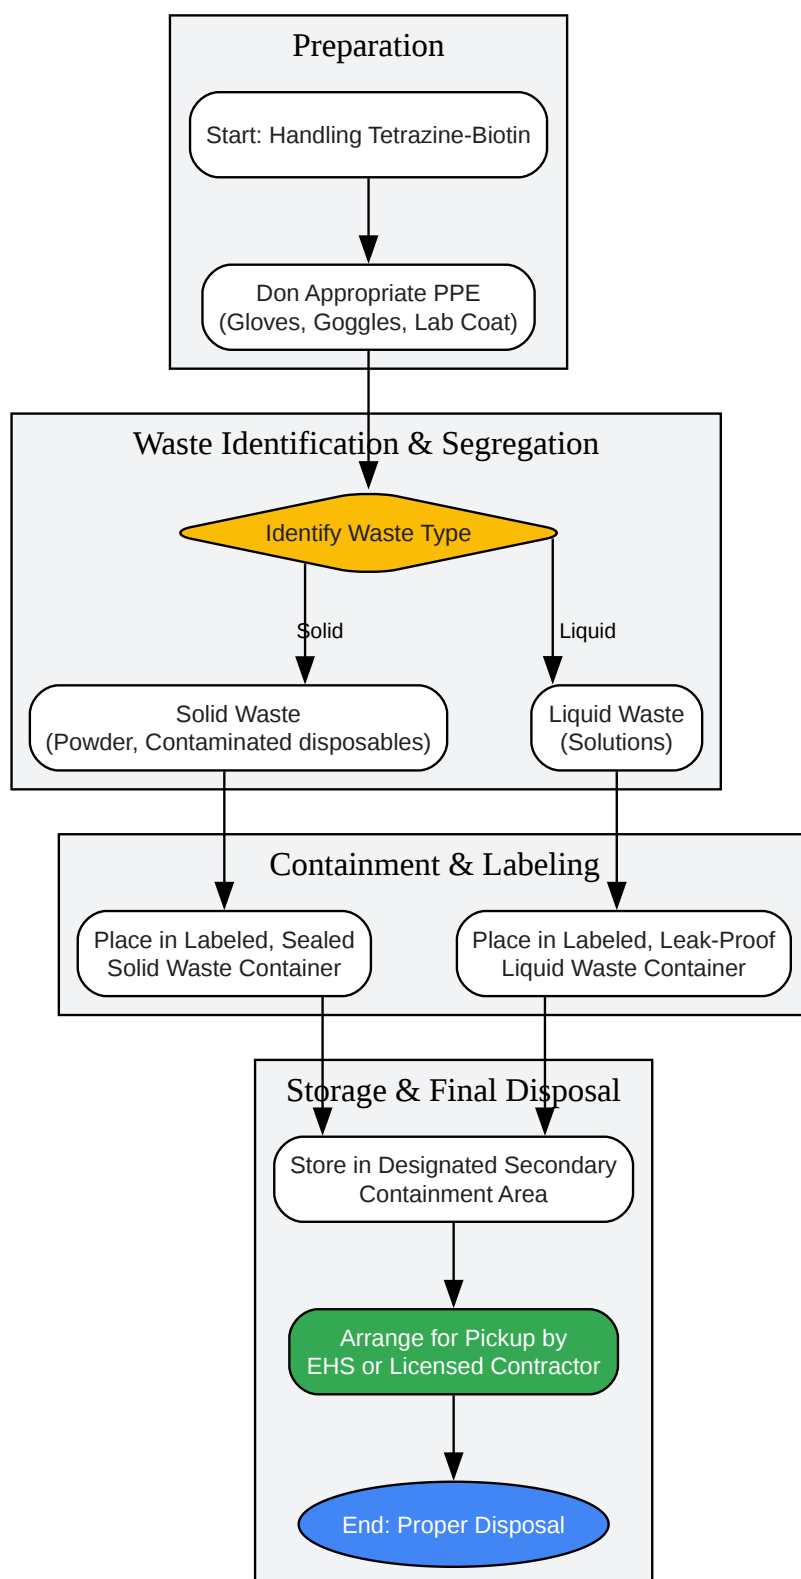 Preparation
Start: Handling Tetrazine-Biotin
Don Appropriate PPE
(Gloves, Goggles, Lab Coat)
Waste Identification & Segregation
Identify Waste Type
Solid
Liquid
Solid Waste
(Powder, Contaminated disposables)
Liquid Waste
(Solutions)
Containment & Labeling
Place in Labeled, Sealed
Solid Waste Container
Place in Labeled, Leak-Proof
Liquid Waste Container
Storage & Final Disposal
Store in Designated Secondary
Containment Area
Arrange for Pickup by
EHS or Licensed Contractor
End: Proper Disposal